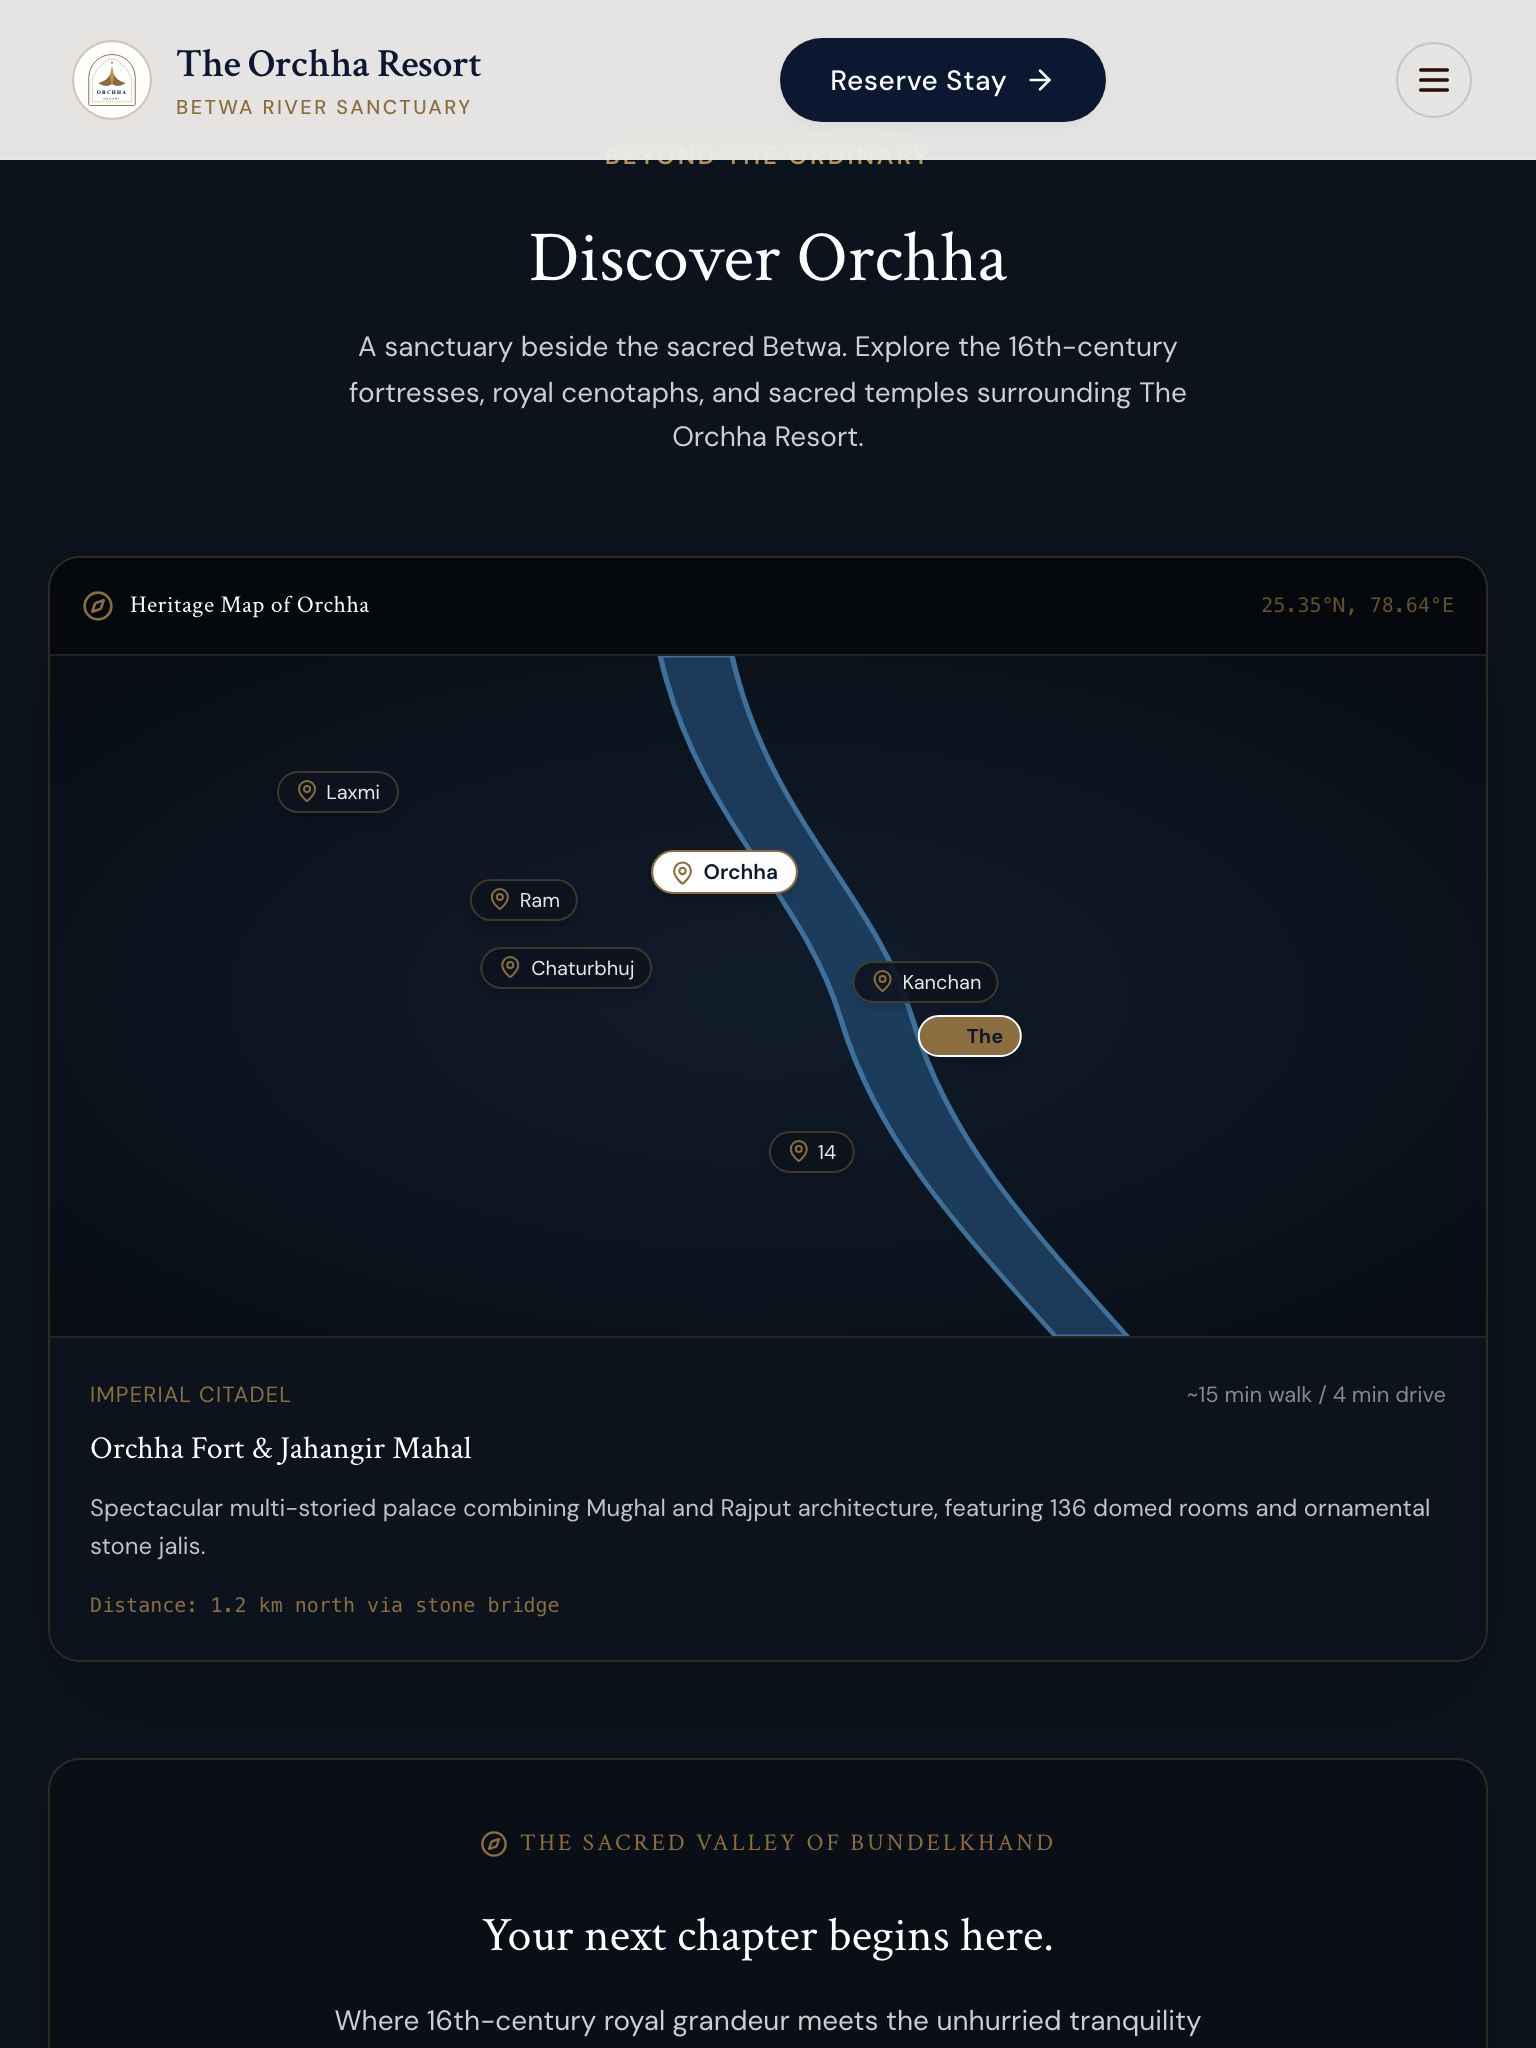 ORCHHA
The Orchha Resort
BETWA RIVER SANCTUARY
Reserve Stay
BEYOND THE ORDINARY
Discover Orchha
A sanctuary beside the sacred Betwa. Explore the 16th-century
fortresses, royal cenotaphs, and sacred temples surrounding The
Orchha Resort.
Heritage Map of Orchha
25.35°N, 78.64°E
Laxmi
Orchha
Ram
Chaturbhuj
Kanchan
The
14
IMPERIAL CITADEL
~15 min walk / 4 min drive
Orchha Fort & Jahangir Mahal
Spectacular multi-storied palace combining Mughal and Rajput architecture, featuring 136 domed rooms and ornamental
stone jalis.
Distance: 1.2 km north via stone bridge
THE SACRED VALLEY OF BUNDELKHAND
Your next chapter begins here.
Where 16th-century royal grandeur meets the unhurried tranquility